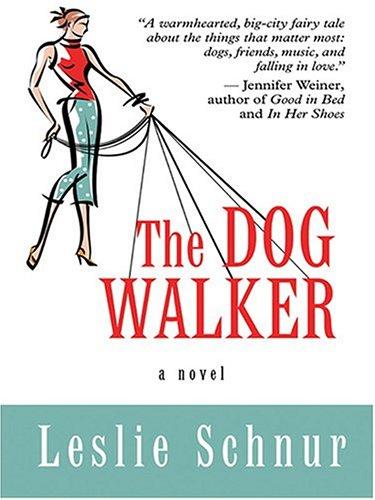 “A warmhearted, big-city fairy tale
about the things that matter most:
dogs, friends, music, and
falling in love.”
— Jennifer Weiner,
author of Good in Bed
and In Her Shoes
The DOG
WALKER
a novel
Leslie Schnur